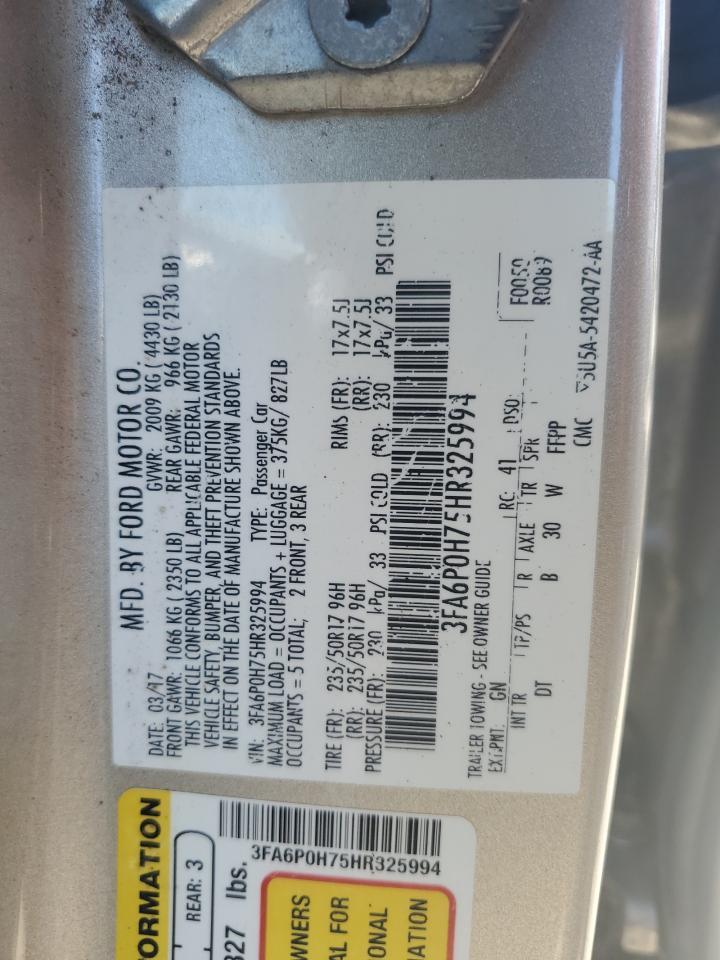 MFD. BY FORD MOTOR CO.
DATE: 03/17 GVWR: 2009 KG (4430 LB)
FRONT GAWR: 1066 KG (2350 LB) REAR GAWR: 966 KG (2130 LB)
THIS VEHICLE CONFORMS TO ALL APPLICABLE FEDERAL MOTOR
VEHICLE SAFETY, BUMPER, AND THEFT PREVENTION STANDARDS
IN EFFECT ON THE DATE OF MANUFACTURE SHOWN ABOVE.
VIN: 3FA6P0H75HR325994 TYPE: Passenger Car
MAXIMUM LOAD = OCCUPANTS + LUGGAGE = 375KG/ 827LB
OCCUPANTS = 5 TOTAL; 2 FRONT, 3 REAR
TIRE (FR): 235/50R17 96H RIMS (FR): 17x7.5J
(RR): 235/50R17 96H (RR): 17x7.5J
PRESSURE (FR): 230 kPa/ 33 PSI COLD (RR): 230 kPa/ 33 PSI COLD
3FA6P0H75HR325994
TRAILER TOWING - SEE OWNER GUIDE
EXT PNT: GN RC: 41 DSO: F0050
R0089
INT TR TP/PS R AXLE TR SPR
DT B 30 W FFPP
CMC 5U5A-5420472-AA
ORMATION
REAR: 3
327 lbs.
3FA6P0H75HR325994
WNERS
AL FOR
ONAL
ATION